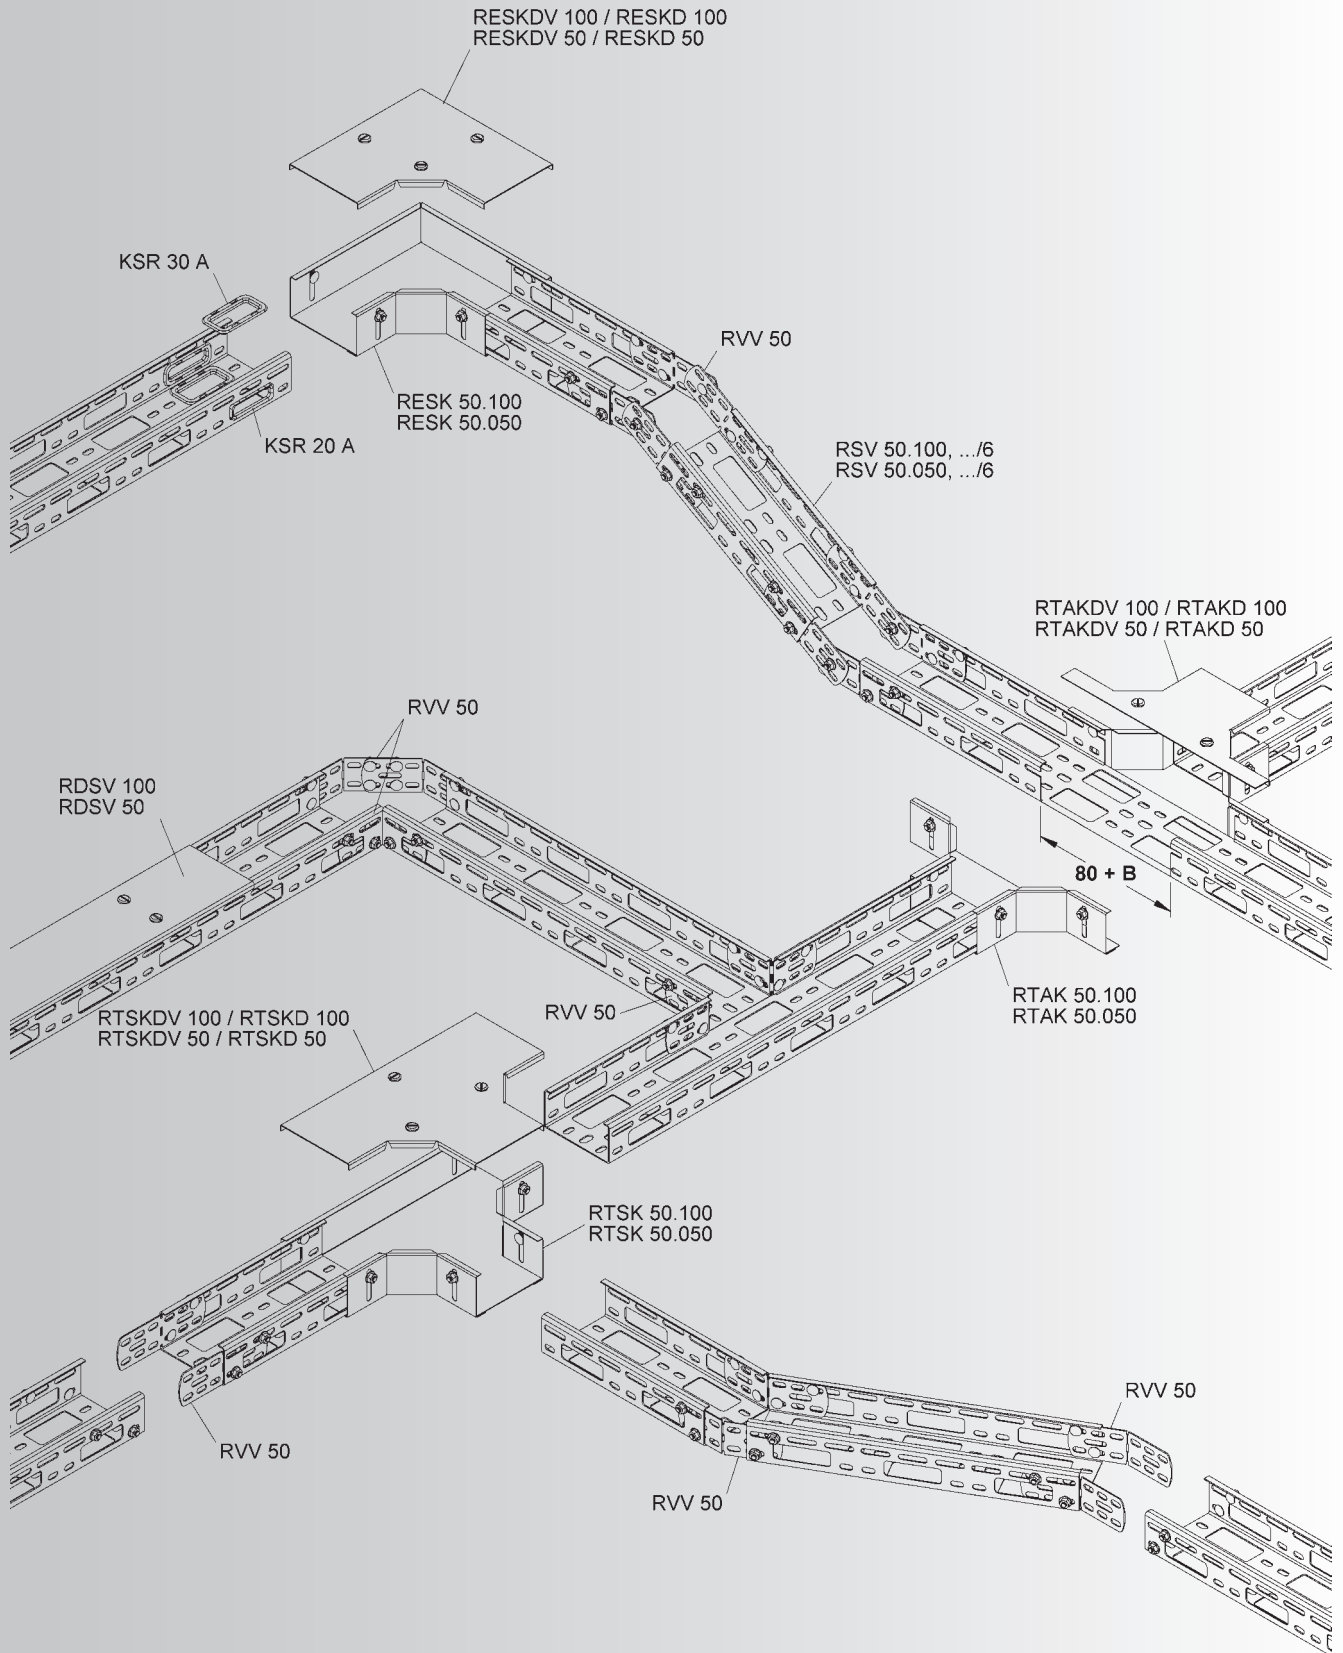 RESKDV 100 / RESKD 100
RESKDV 50 / RESKD 50
KSR 30 A
RVV 50
RESK 50.100
RESK 50.050
KSR 20 A
RSV 50.100, .../6
RSV 50.050, .../6
RTAKDV 100 / RTAKD 100
RTAKDV 50 / RTAKD 50
RVV 50
RDSV 100
RDSV 50
80 + B
RTAK 50.100
RTAK 50.050
RVV 50
RTSKDV 100 / RTSKD 100
RTSKDV 50 / RTSKD 50
RTSK 50.100
RTSK 50.050
RVV 50
RVV 50
RVV 50